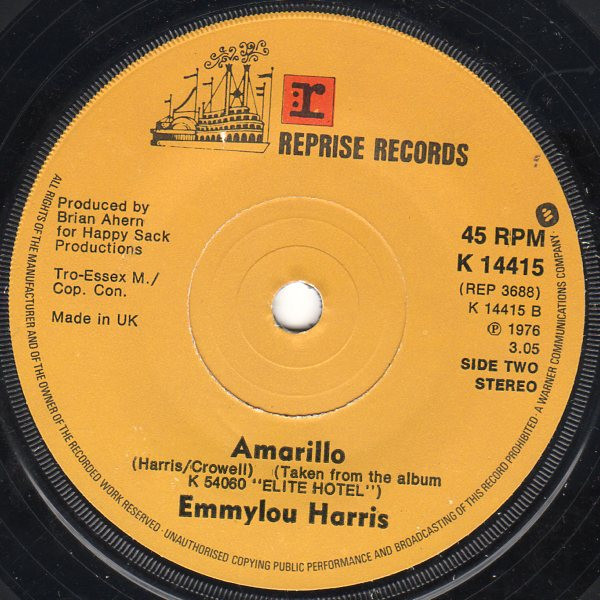 r
REPRISE RECORDS
Produced by
Brian Ahern
for Happy Sack
Productions
Tro-Essex M./
Cop. Con.
Made in UK
45 RPM
K 14415
(REP 3688)
K 14415 B
Ⓟ 1976
3.05
SIDE TWO
STEREO
Amarillo
(Harris/Crowell) (Taken from the album
K 54060 "ELITE HOTEL")
Emmylou Harris
ALL RIGHTS OF THE MANUFACTURER AND OF THE OWNER OF THE RECORDED WORK RESERVED · UNAUTHORISED COPYING PUBLIC PERFORMANCE AND BROADCASTING OF THIS RECORD PROHIBITED · A WARNER COMMUNICATIONS COMPANY ·